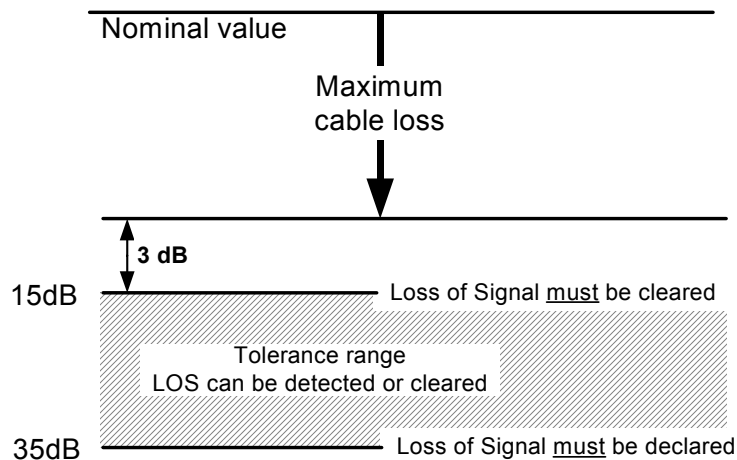 Nominal value
Maximum
cable loss
3 dB
15dB
Loss of Signal must be cleared
Tolerance range
LOS can be detected or cleared
35dB
Loss of Signal must be declared